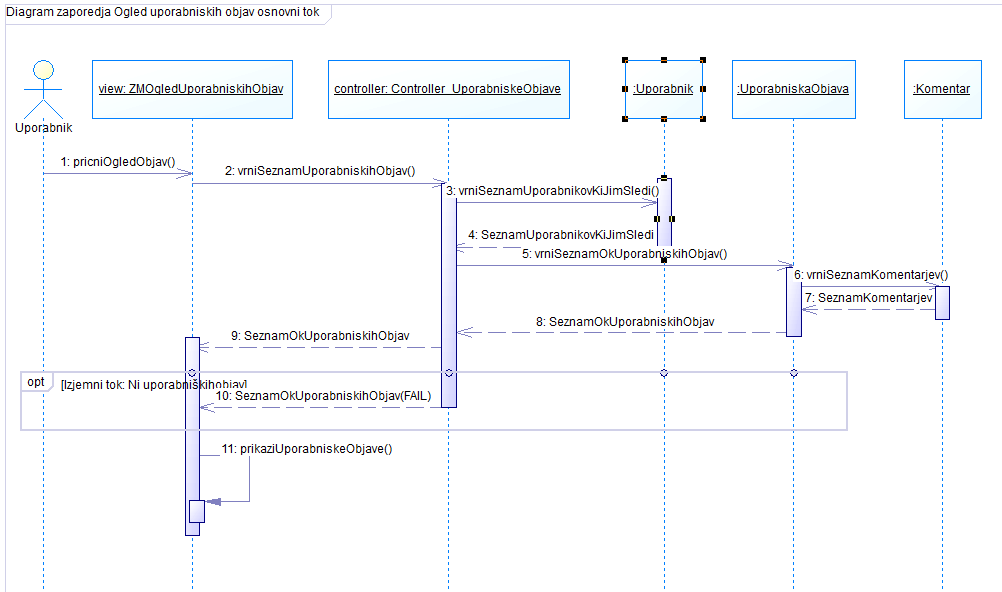 Diagram zaporedja Ogled uporabniskih objav osnovni tok
Uporabnik
view: ZMOgledUporabniskihObjav
controller: Controller_UporabniskeObjave
:Uporabnik
:UporabniskaObjava
:Komentar
1: pricniOgledObjav()
2: vrniSeznamUporabniskihObjav()
3: vrniSeznamUporabnikovKiJimSledi()
4: SeznamUporabnikovKiJimSledi
5: vrniSeznamOkUporabniskihObjav()
6: vrniSeznamKomentarjev()
7: SeznamKomentarjev
8: SeznamOkUporabniskihObjav
9: SeznamOkUporabniskihObjav
opt
[Izjemni tok: Ni uporabniskihobjav]
10: SeznamOkUporabniskihObjav(FAIL)
11: prikaziUporabniskeObjave()